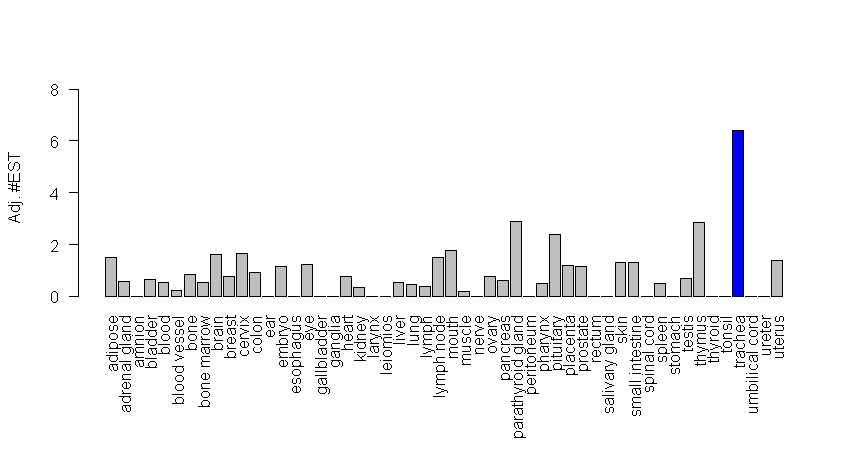 Adj. #EST
8
6
4
2
0
adipose
adrenal gland
amnion
bladder
blood
blood vessel
bone
bone marrow
brain
breast
cervix
colon
ear
embryo
esophagus
eye
gallbladder
ganglia
heart
kidney
larynx
leiomios
liver
lung
lymph
lymph node
mouth
muscle
nerve
ovary
pancreas
parathyroid gland
peritoneum
pharynx
pituitary
placenta
prostate
rectum
salivary gland
skin
small intestine
spinal cord
spleen
stomach
testis
thymus
thyroid
tonsil
trachea
umbilical cord
ureter
uterus